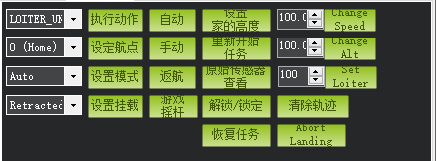 LOITER_UN
执行动作
自动
设置
家的高度
100.0
Change
Speed
0 (Home)
设定航点
手动
重新开始
任务
100.0
Change
Alt
Auto
设置模式
返航
原始传感器
查看
100
Set
Loiter
Retracted
设置挂载
游戏
摇杆
解锁/锁定
清除轨迹
恢复任务
Abort
Landing